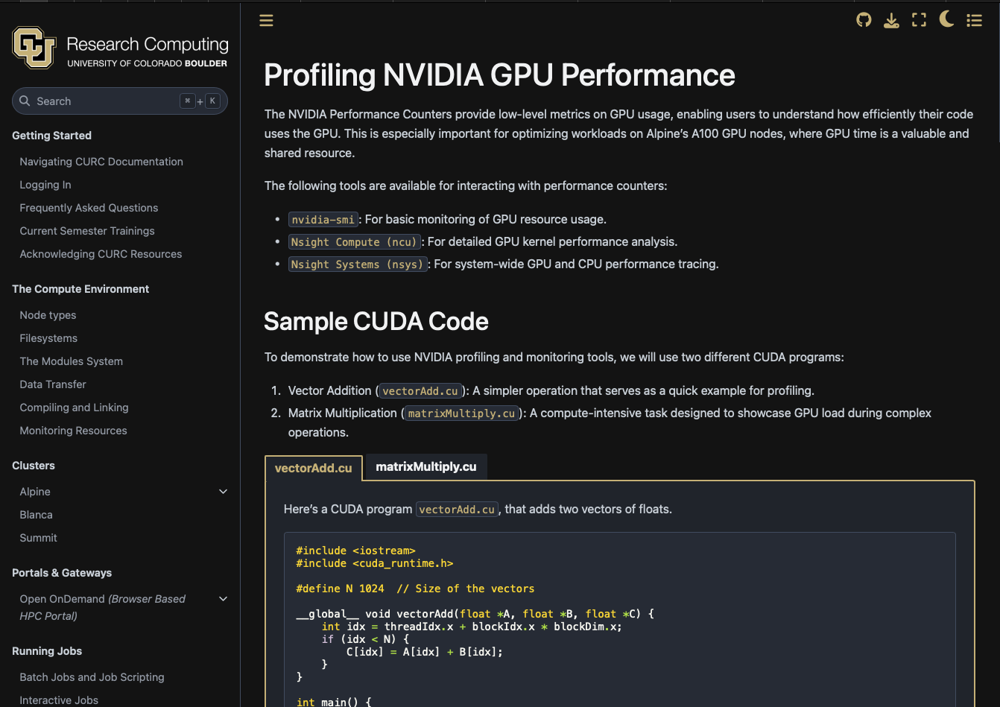 Research Computing
UNIVERSITY OF COLORADO BOULDER
Search ⌘ + K
Getting Started
Navigating CURC Documentation
Logging In
Frequently Asked Questions
Current Semester Trainings
Acknowledging CURC Resources
The Compute Environment
Node types
Filesystems
The Modules System
Data Transfer
Compiling and Linking
Monitoring Resources
Clusters
Alpine
Blanca
Summit
Portals & Gateways
Open OnDemand (Browser Based
HPC Portal)
Running Jobs
Batch Jobs and Job Scripting
Interactive Jobs
Profiling NVIDIA GPU Performance
The NVIDIA Performance Counters provide low-level metrics on GPU usage, enabling users to understand how efficiently their code
uses the GPU. This is especially important for optimizing workloads on Alpine’s A100 GPU nodes, where GPU time is a valuable and
shared resource.
The following tools are available for interacting with performance counters:
• nvidia-smi: For basic monitoring of GPU resource usage.
• Nsight Compute (ncu): For detailed GPU kernel performance analysis.
• Nsight Systems (nsys): For system-wide GPU and CPU performance tracing.
Sample CUDA Code
To demonstrate how to use NVIDIA profiling and monitoring tools, we will use two different CUDA programs:
1. Vector Addition (vectorAdd.cu): A simpler operation that serves as a quick example for profiling.
2. Matrix Multiplication (matrixMultiply.cu): A compute-intensive task designed to showcase GPU load during complex
operations.
vectorAdd.cu matrixMultiply.cu
Here’s a CUDA program vectorAdd.cu, that adds two vectors of floats.
#include <iostream>
#include <cuda_runtime.h>
#define N 1024  // Size of the vectors
__global__ void vectorAdd(float *A, float *B, float *C) {
    int idx = threadIdx.x + blockIdx.x * blockDim.x;
    if (idx < N) {
        C[idx] = A[idx] + B[idx];
    }
}
int main() {